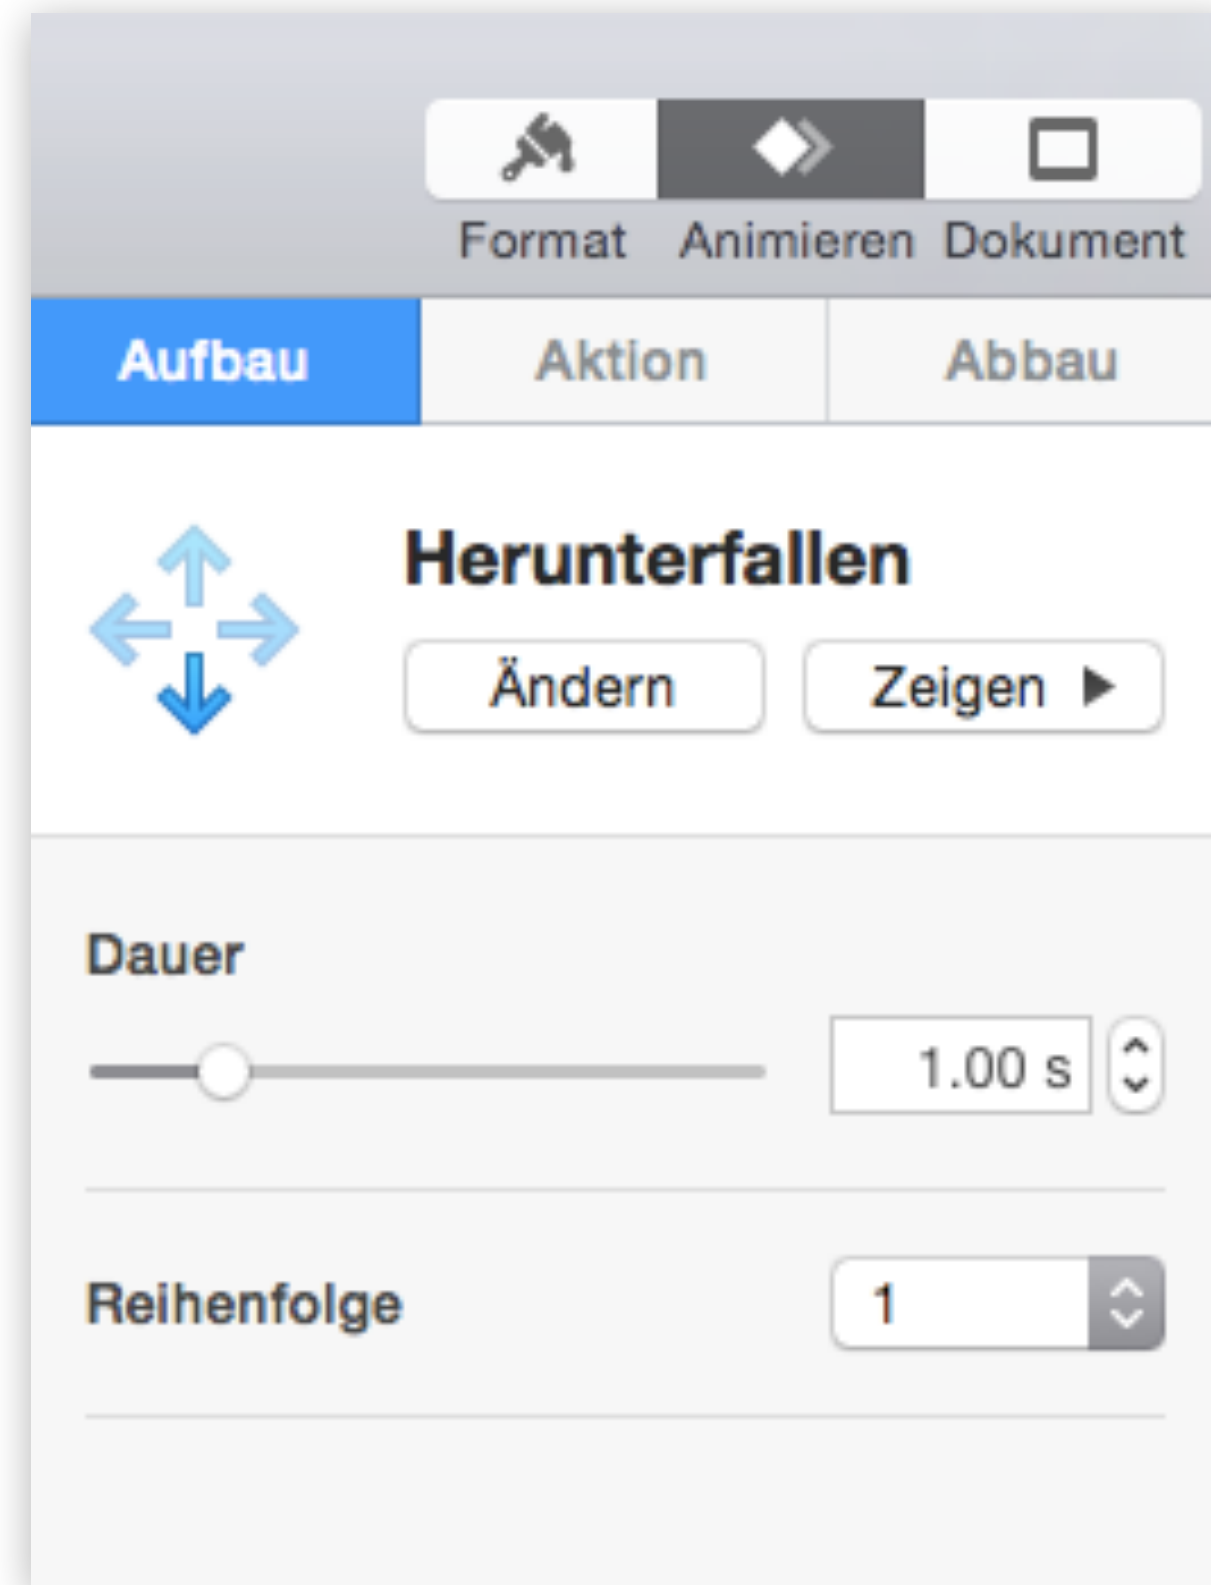 Format Animieren Dokument
Aufbau Aktion Abbau
Herunterfallen
Ändern Zeigen
Dauer
1.00 s
Reihenfolge 1